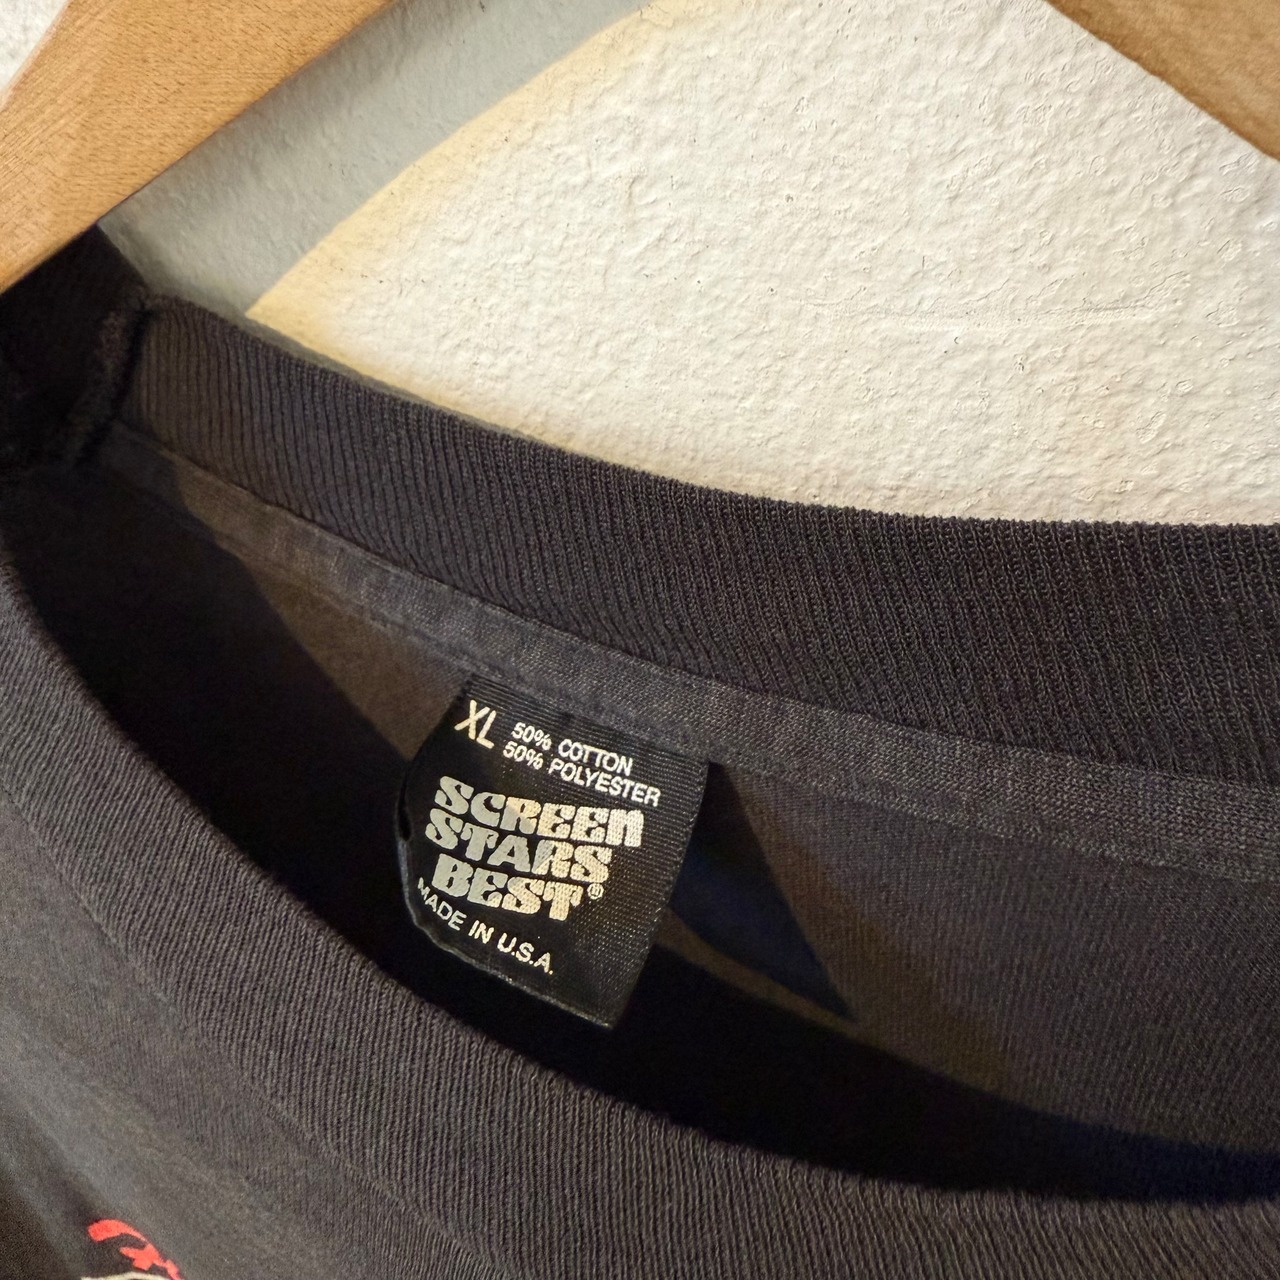 XL 50% COTTON
50% POLYESTER
SCREEN
STARS
BEST®
MADE IN U.S.A.